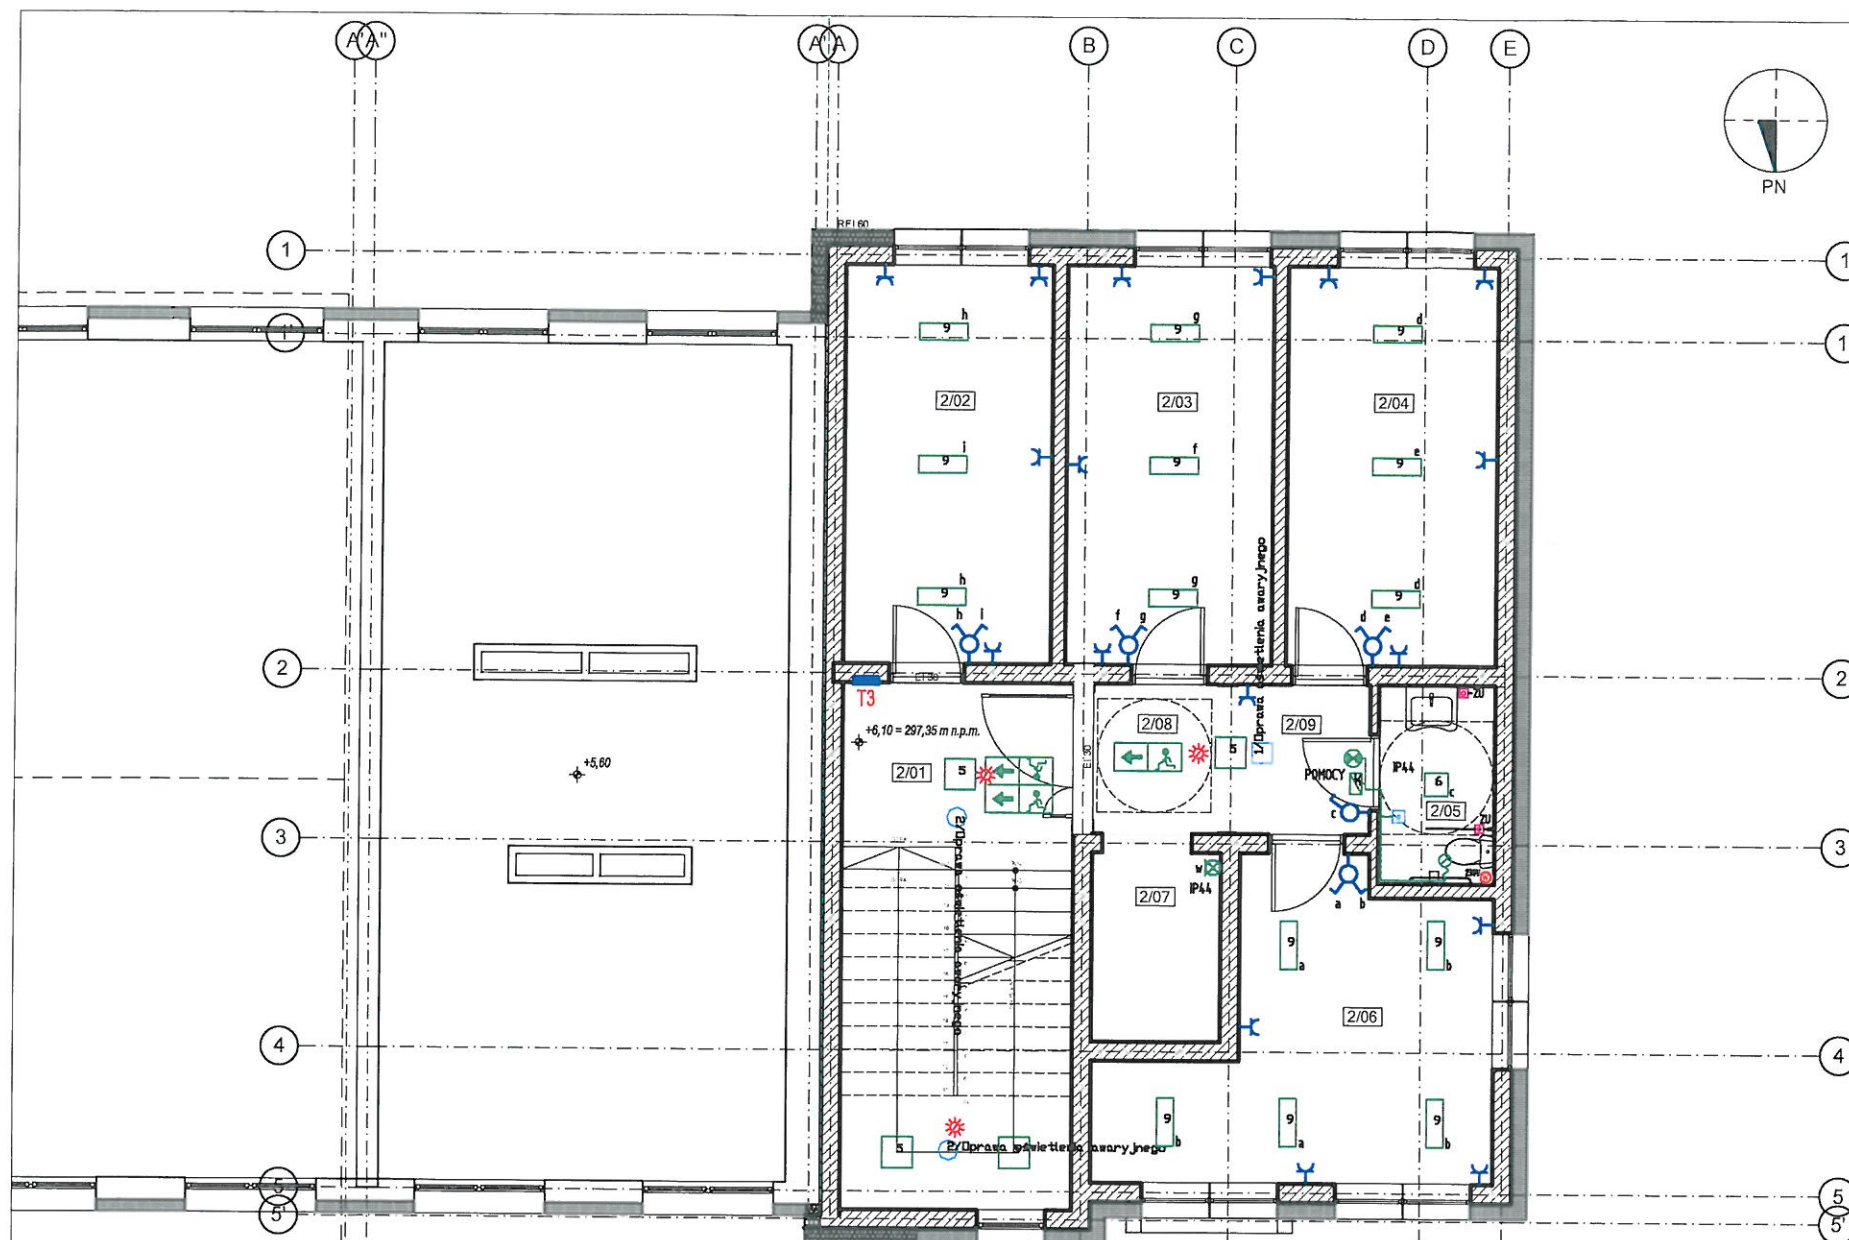 A' A'' A' A B C D E
PN
REI 60
1 1
1' 1
h g d
9 9 9
2/02 2/03 2/04
i f e
9 9 9
h g d
9 9 9
h i f g d e
2 2
EI 30
T3
ZU
+6,10 = 297,35 m n.p.m.
2/08 2/09
1/Oprawa oświetlenia awaryjnego
EI 30
+5,60
2/01 5 5
POMOCY IP44 6 c
K
2/05
c
ZU
3 3
2/Oprawa oświetlenia awaryjnego
w
IP44
230V
2/07
a b
9 9
a b
2/06
4 4
9 9 9
b a b
5
2/Oprawa oświetlenia awaryjnego
5 5
5' 5'